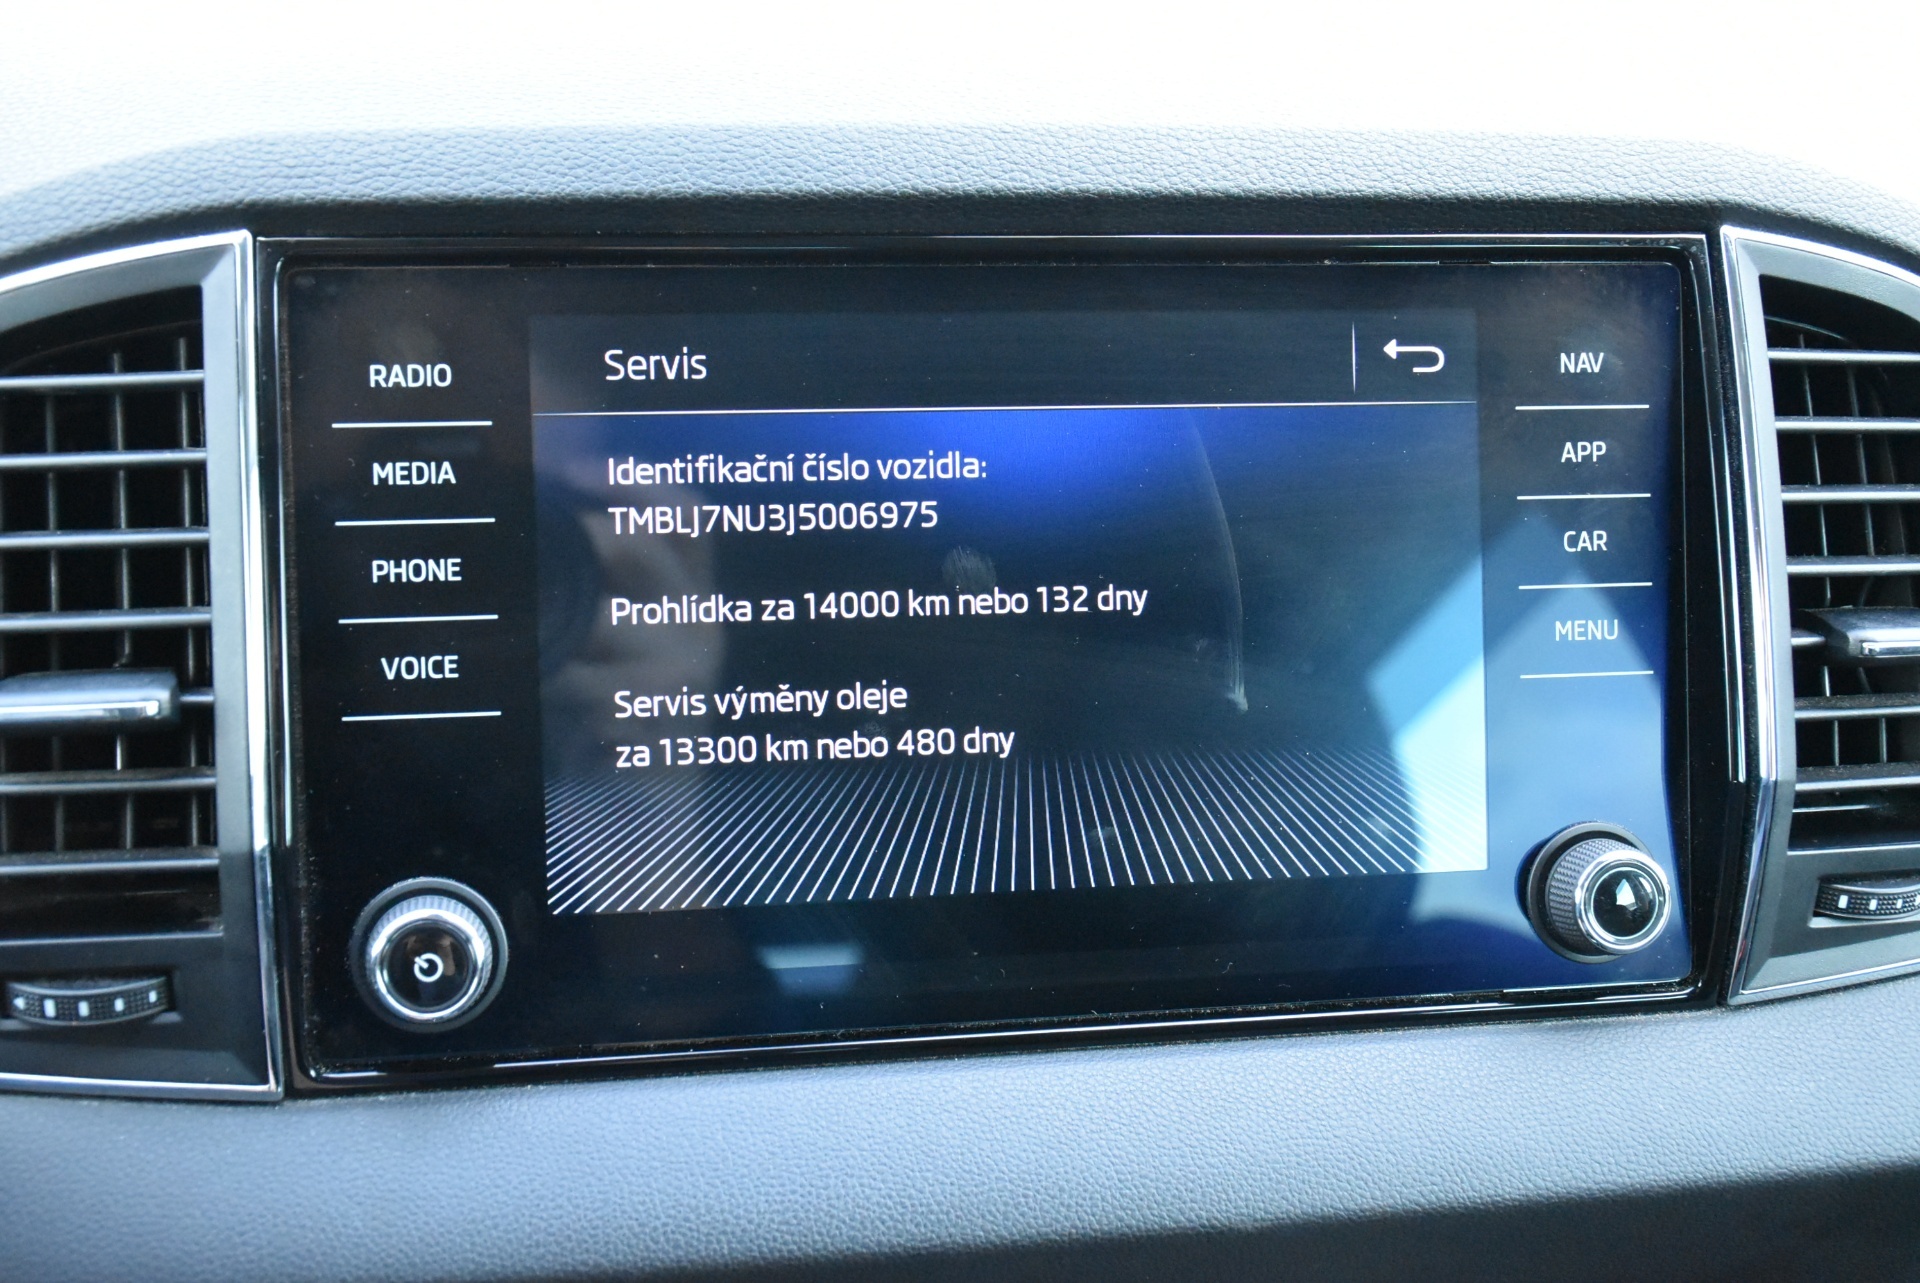 Servis
RADIO
MEDIA
PHONE
VOICE
Identifikační číslo vozidla:
TMBLJ7NU3J5006975
Prohlídka za 14000 km nebo 132 dny
Servis výměny oleje
za 13300 km nebo 480 dny
NAV
APP
CAR
MENU